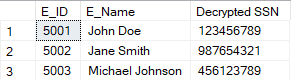 E_ID E_Name Decrypted SSN
1 5001 John Doe 123456789
2 5002 Jane Smith 987654321
3 5003 Michael Johnson 456123789